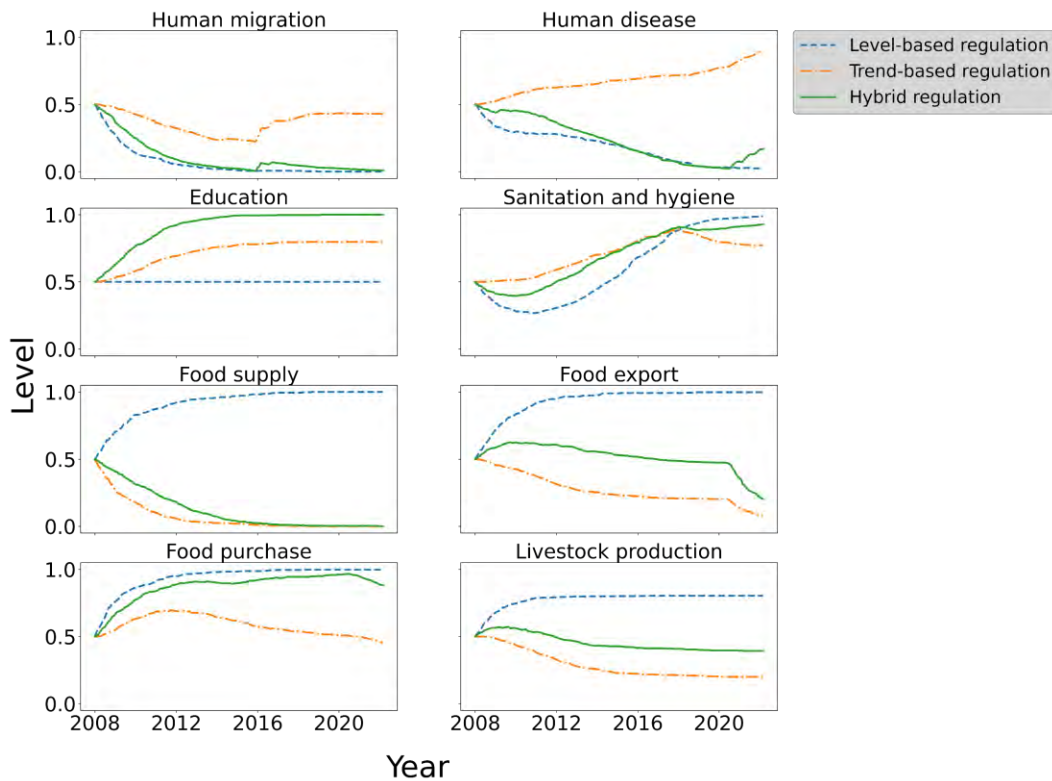 Human migration
Human disease
1.0
0.5
0.0
Level-based regulation
Trend-based regulation
Hybrid regulation
Education
Sanitation and hygiene
1.0
0.5
0.0
Level
Food supply
Food export
1.0
0.5
0.0
Food purchase
Livestock production
1.0
0.5
0.0
2008 2012 2016 2020
2008 2012 2016 2020
Year